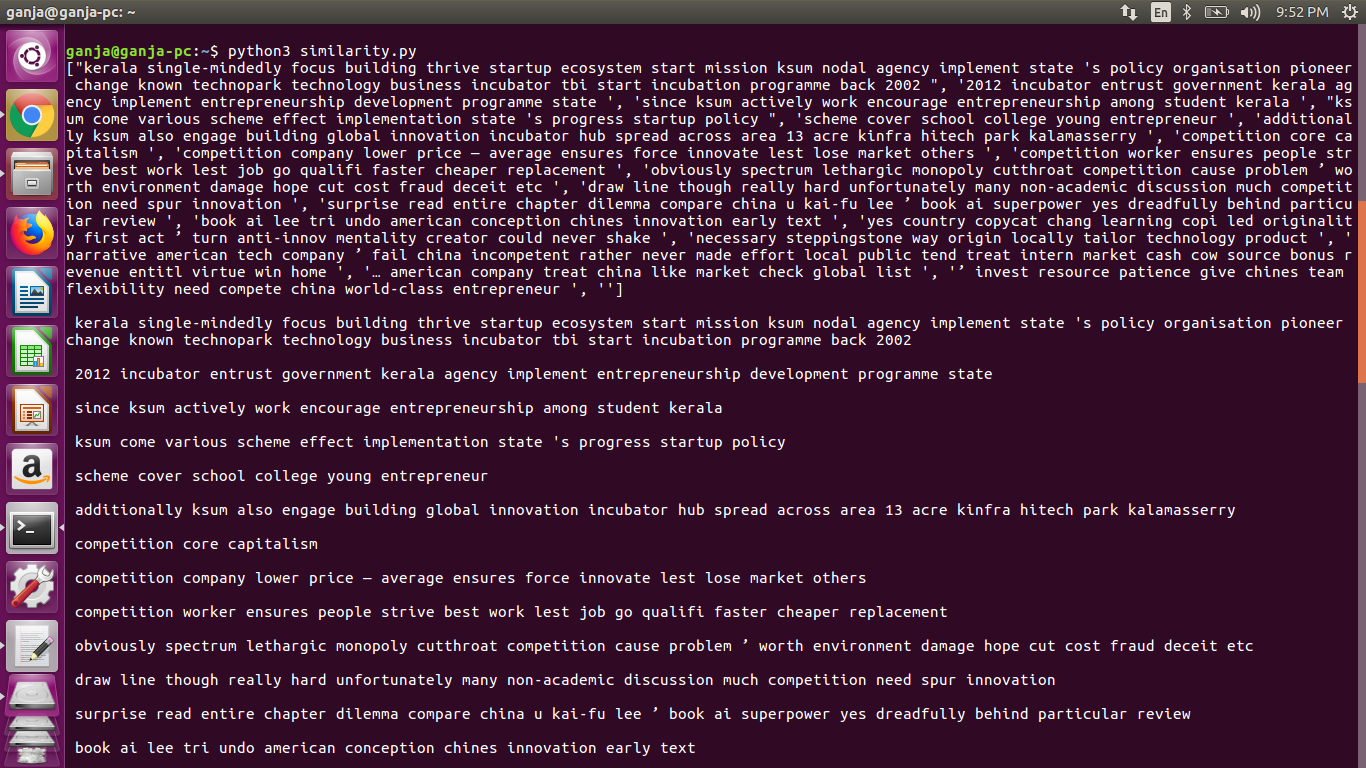 ganja@ganja-pc: ~
En
9:52 PM
ganja@ganja-pc:~$ python3 similarity.py
["kerala single-mindedly focus building thrive startup ecosystem start mission ksum nodal agency implement state 's policy organisation pioneer
 change known technopark technology business incubator tbi start incubation programme back 2002 ", '2012 incubator entrust government kerala ag
ency implement entrepreneurship development programme state ', 'since ksum actively work encourage entrepreneurship among student kerala ', "ks
um come various scheme effect implementation state 's progress startup policy ", 'scheme cover school college young entrepreneur ', 'additional
ly ksum also engage building global innovation incubator hub spread across area 13 acre kinfra hitech park kalamasserry ', 'competition core ca
pitalism ', 'competition company lower price – average ensures force innovate lest lose market others ', 'competition worker ensures people str
ive best work lest job go qualifi faster cheaper replacement ', 'obviously spectrum lethargic monopoly cutthroat competition cause problem ’ wo
rth environment damage hope cut cost fraud deceit etc ', 'draw line though really hard unfortunately many non-academic discussion much competit
ion need spur innovation ', 'surprise read entire chapter dilemma compare china u kai-fu lee ’ book ai superpower yes dreadfully behind particu
lar review ', 'book ai lee tri undo american conception chines innovation early text ', 'yes country copycat chang learning copi led originalit
y first act ’ turn anti-innov mentality creator could never shake ', 'necessary steppingstone way origin locally tailor technology product ', '
narrative american tech company ’ fail china incompetent rather never made effort local public tend treat intern market cash cow source bonus r
evenue entitl virtue win home ', '… american company treat china like market check global list ', '’ invest resource patience give chines team
flexibility need compete china world-class entrepreneur ', '']
kerala single-mindedly focus building thrive startup ecosystem start mission ksum nodal agency implement state 's policy organisation pioneer
change known technopark technology business incubator tbi start incubation programme back 2002
2012 incubator entrust government kerala agency implement entrepreneurship development programme state
since ksum actively work encourage entrepreneurship among student kerala
ksum come various scheme effect implementation state 's progress startup policy
scheme cover school college young entrepreneur
additionally ksum also engage building global innovation incubator hub spread across area 13 acre kinfra hitech park kalamasserry
competition core capitalism
competition company lower price – average ensures force innovate lest lose market others
competition worker ensures people strive best work lest job go qualifi faster cheaper replacement
obviously spectrum lethargic monopoly cutthroat competition cause problem ’ worth environment damage hope cut cost fraud deceit etc
draw line though really hard unfortunately many non-academic discussion much competition need spur innovation
surprise read entire chapter dilemma compare china u kai-fu lee ’ book ai superpower yes dreadfully behind particular review
book ai lee tri undo american conception chines innovation early text